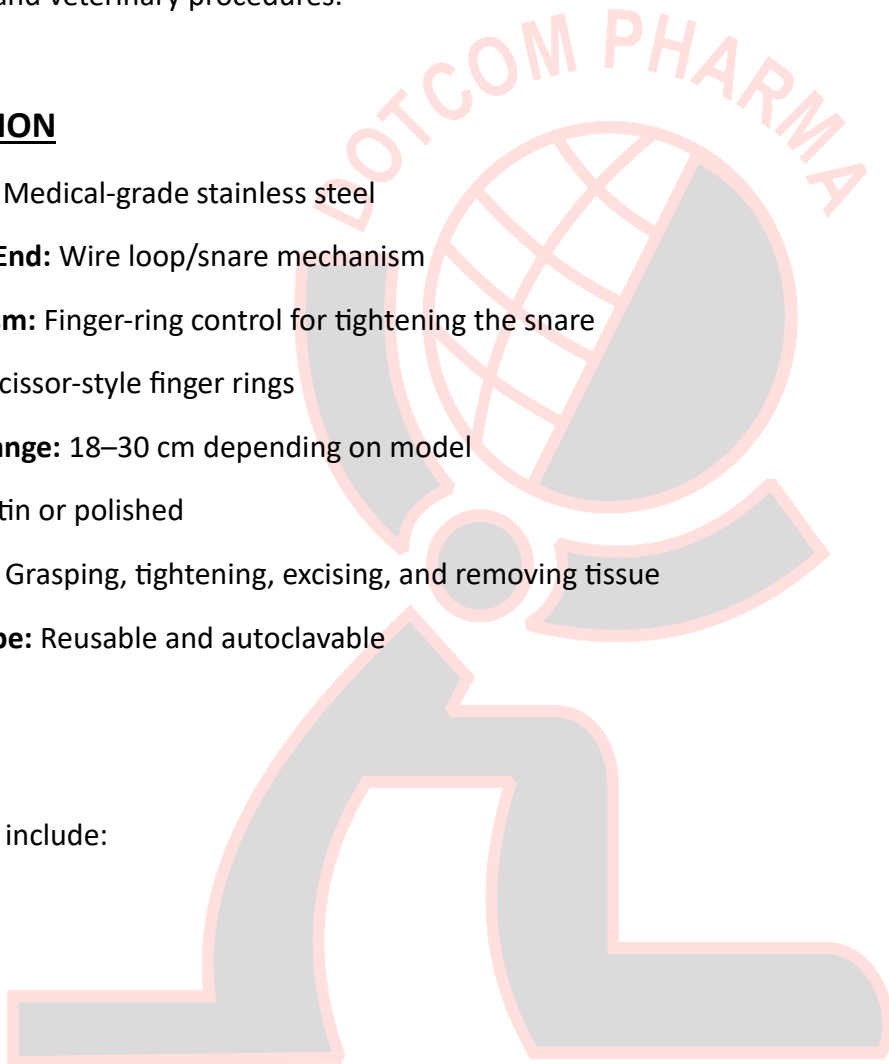 and veterinary procedures.
DOTCOM PHARMA
ION
Medical-grade stainless steel
End: Wire loop/snare mechanism
sm: Finger-ring control for tightening the snare
cissor-style finger rings
ange: 18–30 cm depending on model
tin or polished
Grasping, tightening, excising, and removing tissue
pe: Reusable and autoclavable
include: